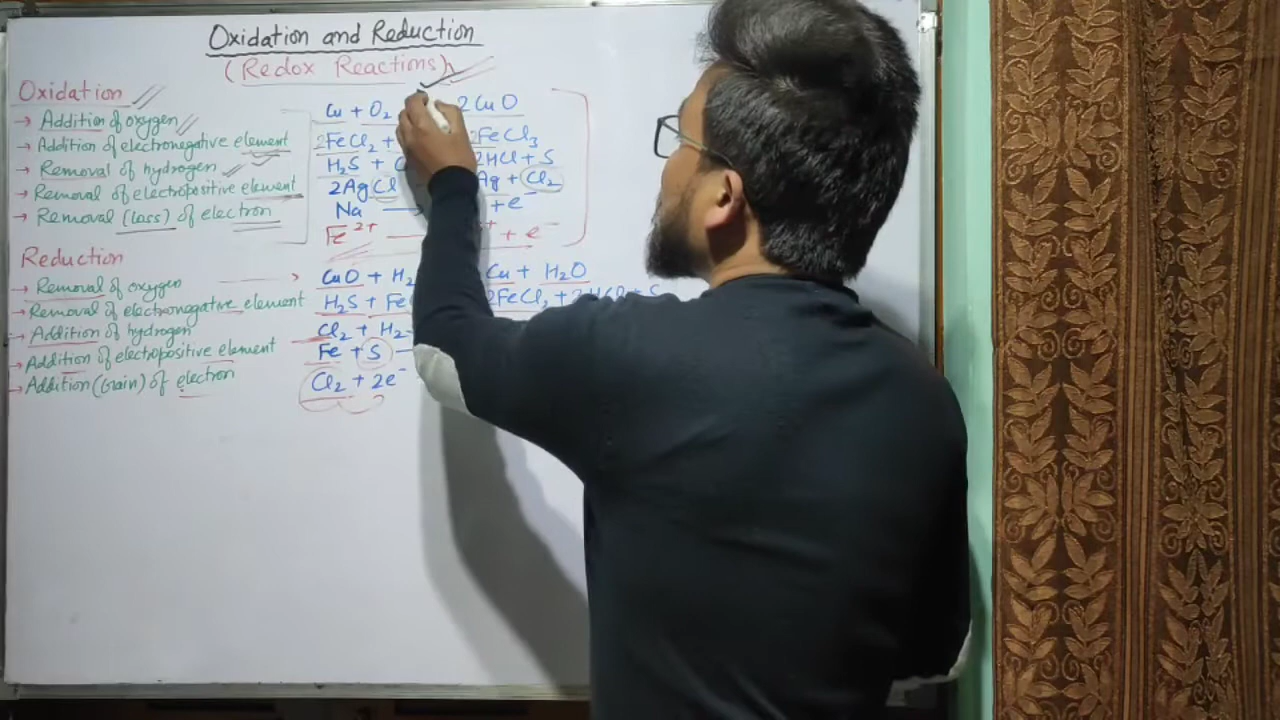 Oxidation and Reduction
(Redox Reactions)
Oxidation
→ Addition of oxygen
→ Addition of electronegative element
→ Removal of hydrogen
→ Removal of electropositive element
→ Removal (loss) of electron
Cu + O₂ 2CuO
2FeCl₂ + 2FeCl₃
H₂S + 2HCl + S
2AgCl Ag + Cl₂
Na → + e⁻
Fe²⁺ → + e⁻
Reduction
→ Removal of oxygen
→ Removal of electronegative element
→ Addition of hydrogen
→ Addition of electropositive element
→ Addition (Gain) of electron
CuO + H₂ Cu + H₂O
H₂S + Fe 2FeCl₂ + 2HCl + S
Cl₂ + H₂
Fe + S
Cl₂ + 2e⁻